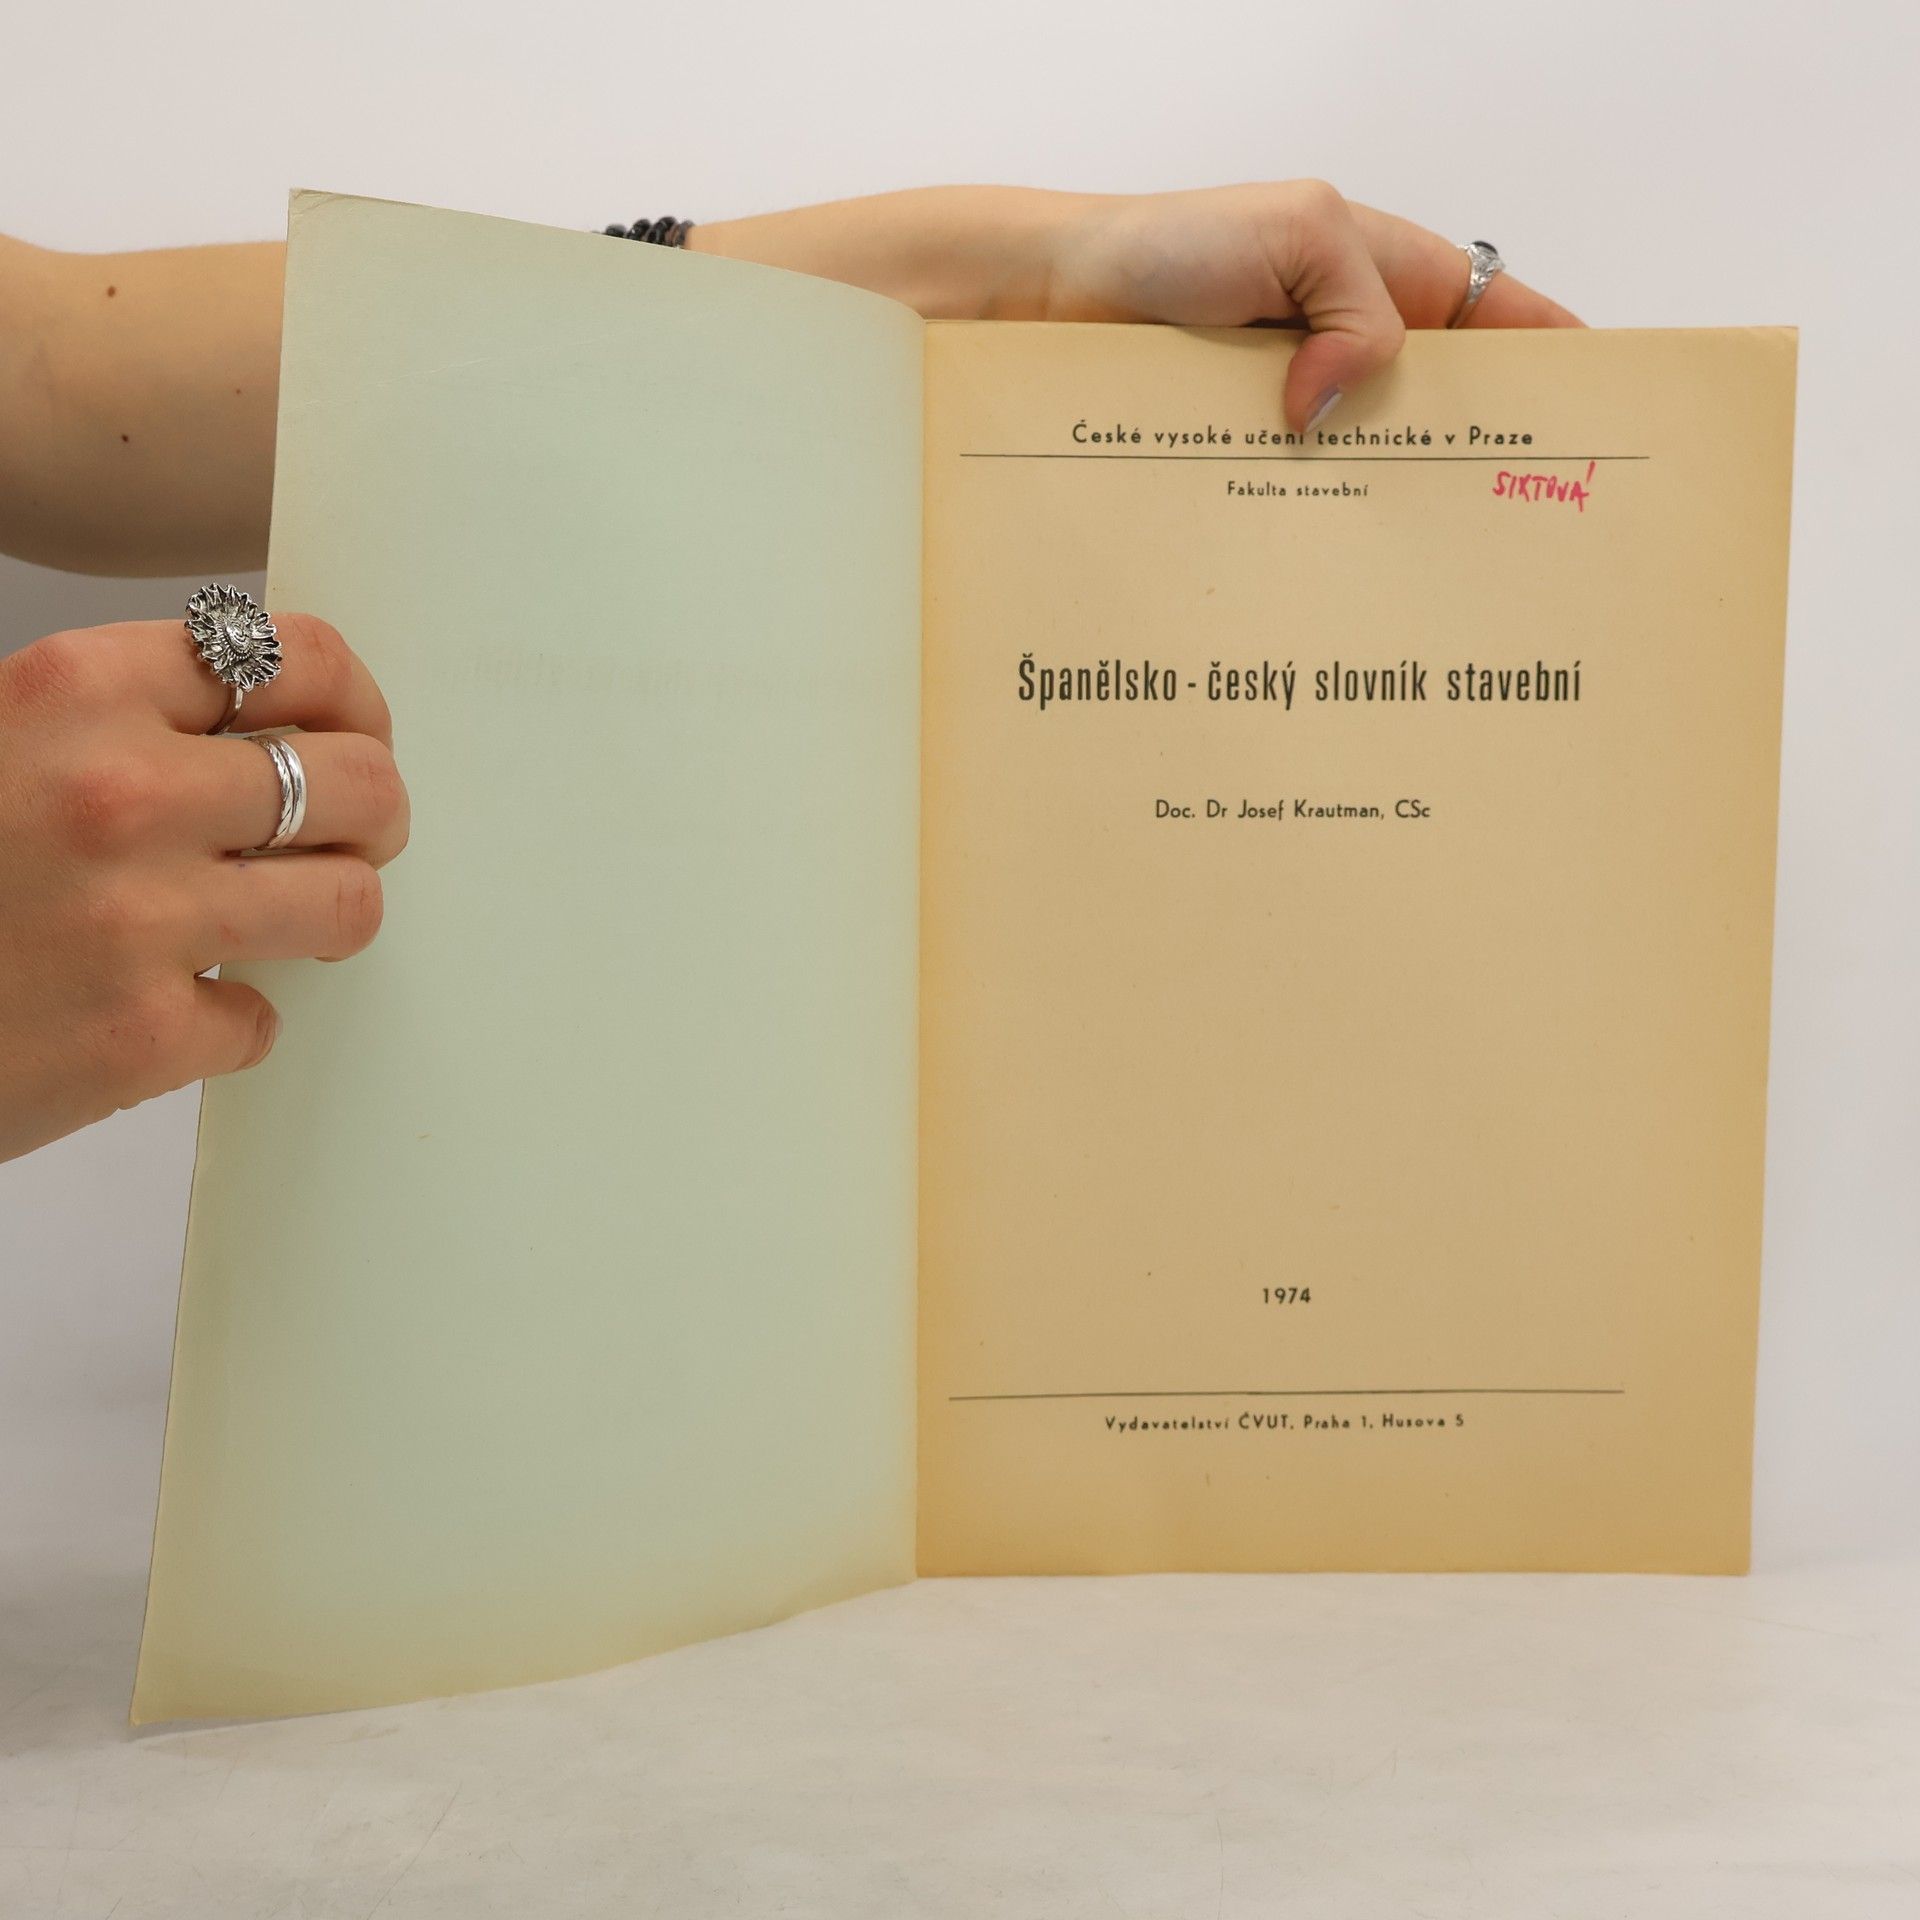 České vysoké učení technické v Praze
Fakulta stavební
SIXTOVÁ
Španělsko - český slovník stavební
Doc. Dr Josef Krautman, CSc
1974
Vydavatelství ČVUT, Praha 1, Husova 5